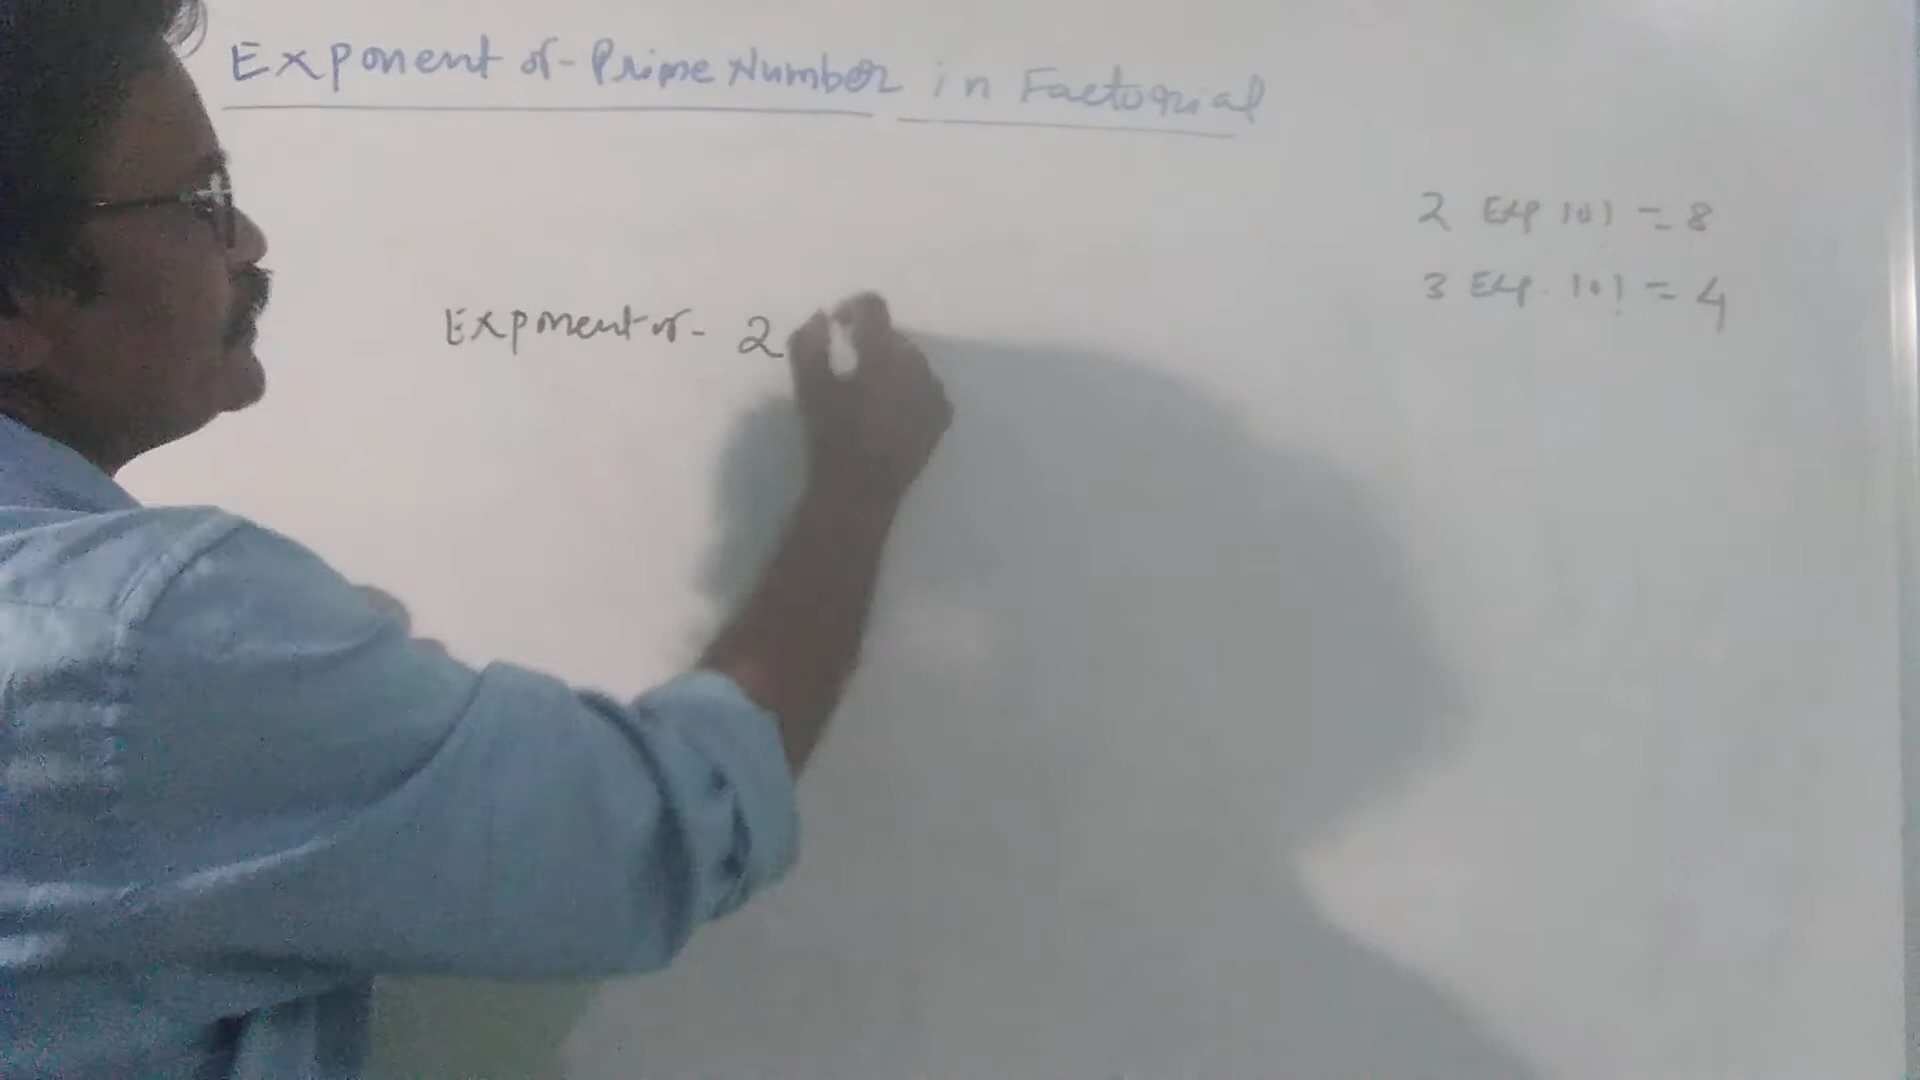 Exponent of Prime Number in Factorial
2 Exp 10! = 8
3 Exp. 10! = 4
Exponent of 2